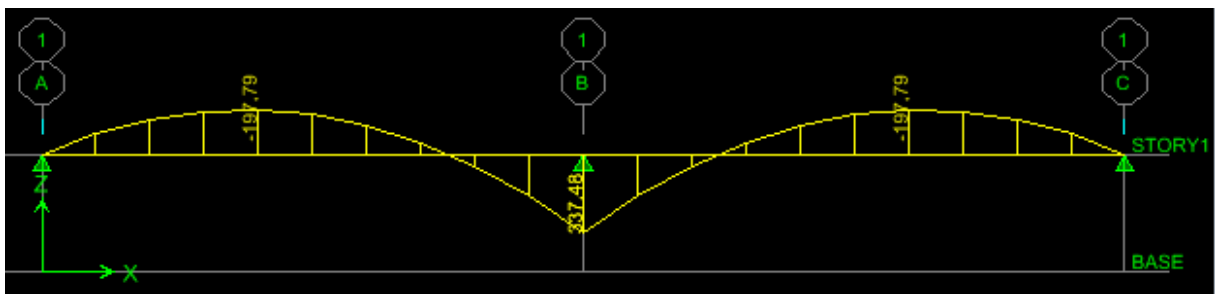 1 1 1
A B C
-197.79 -197.79
STORY1
337.48
Z
X
BASE